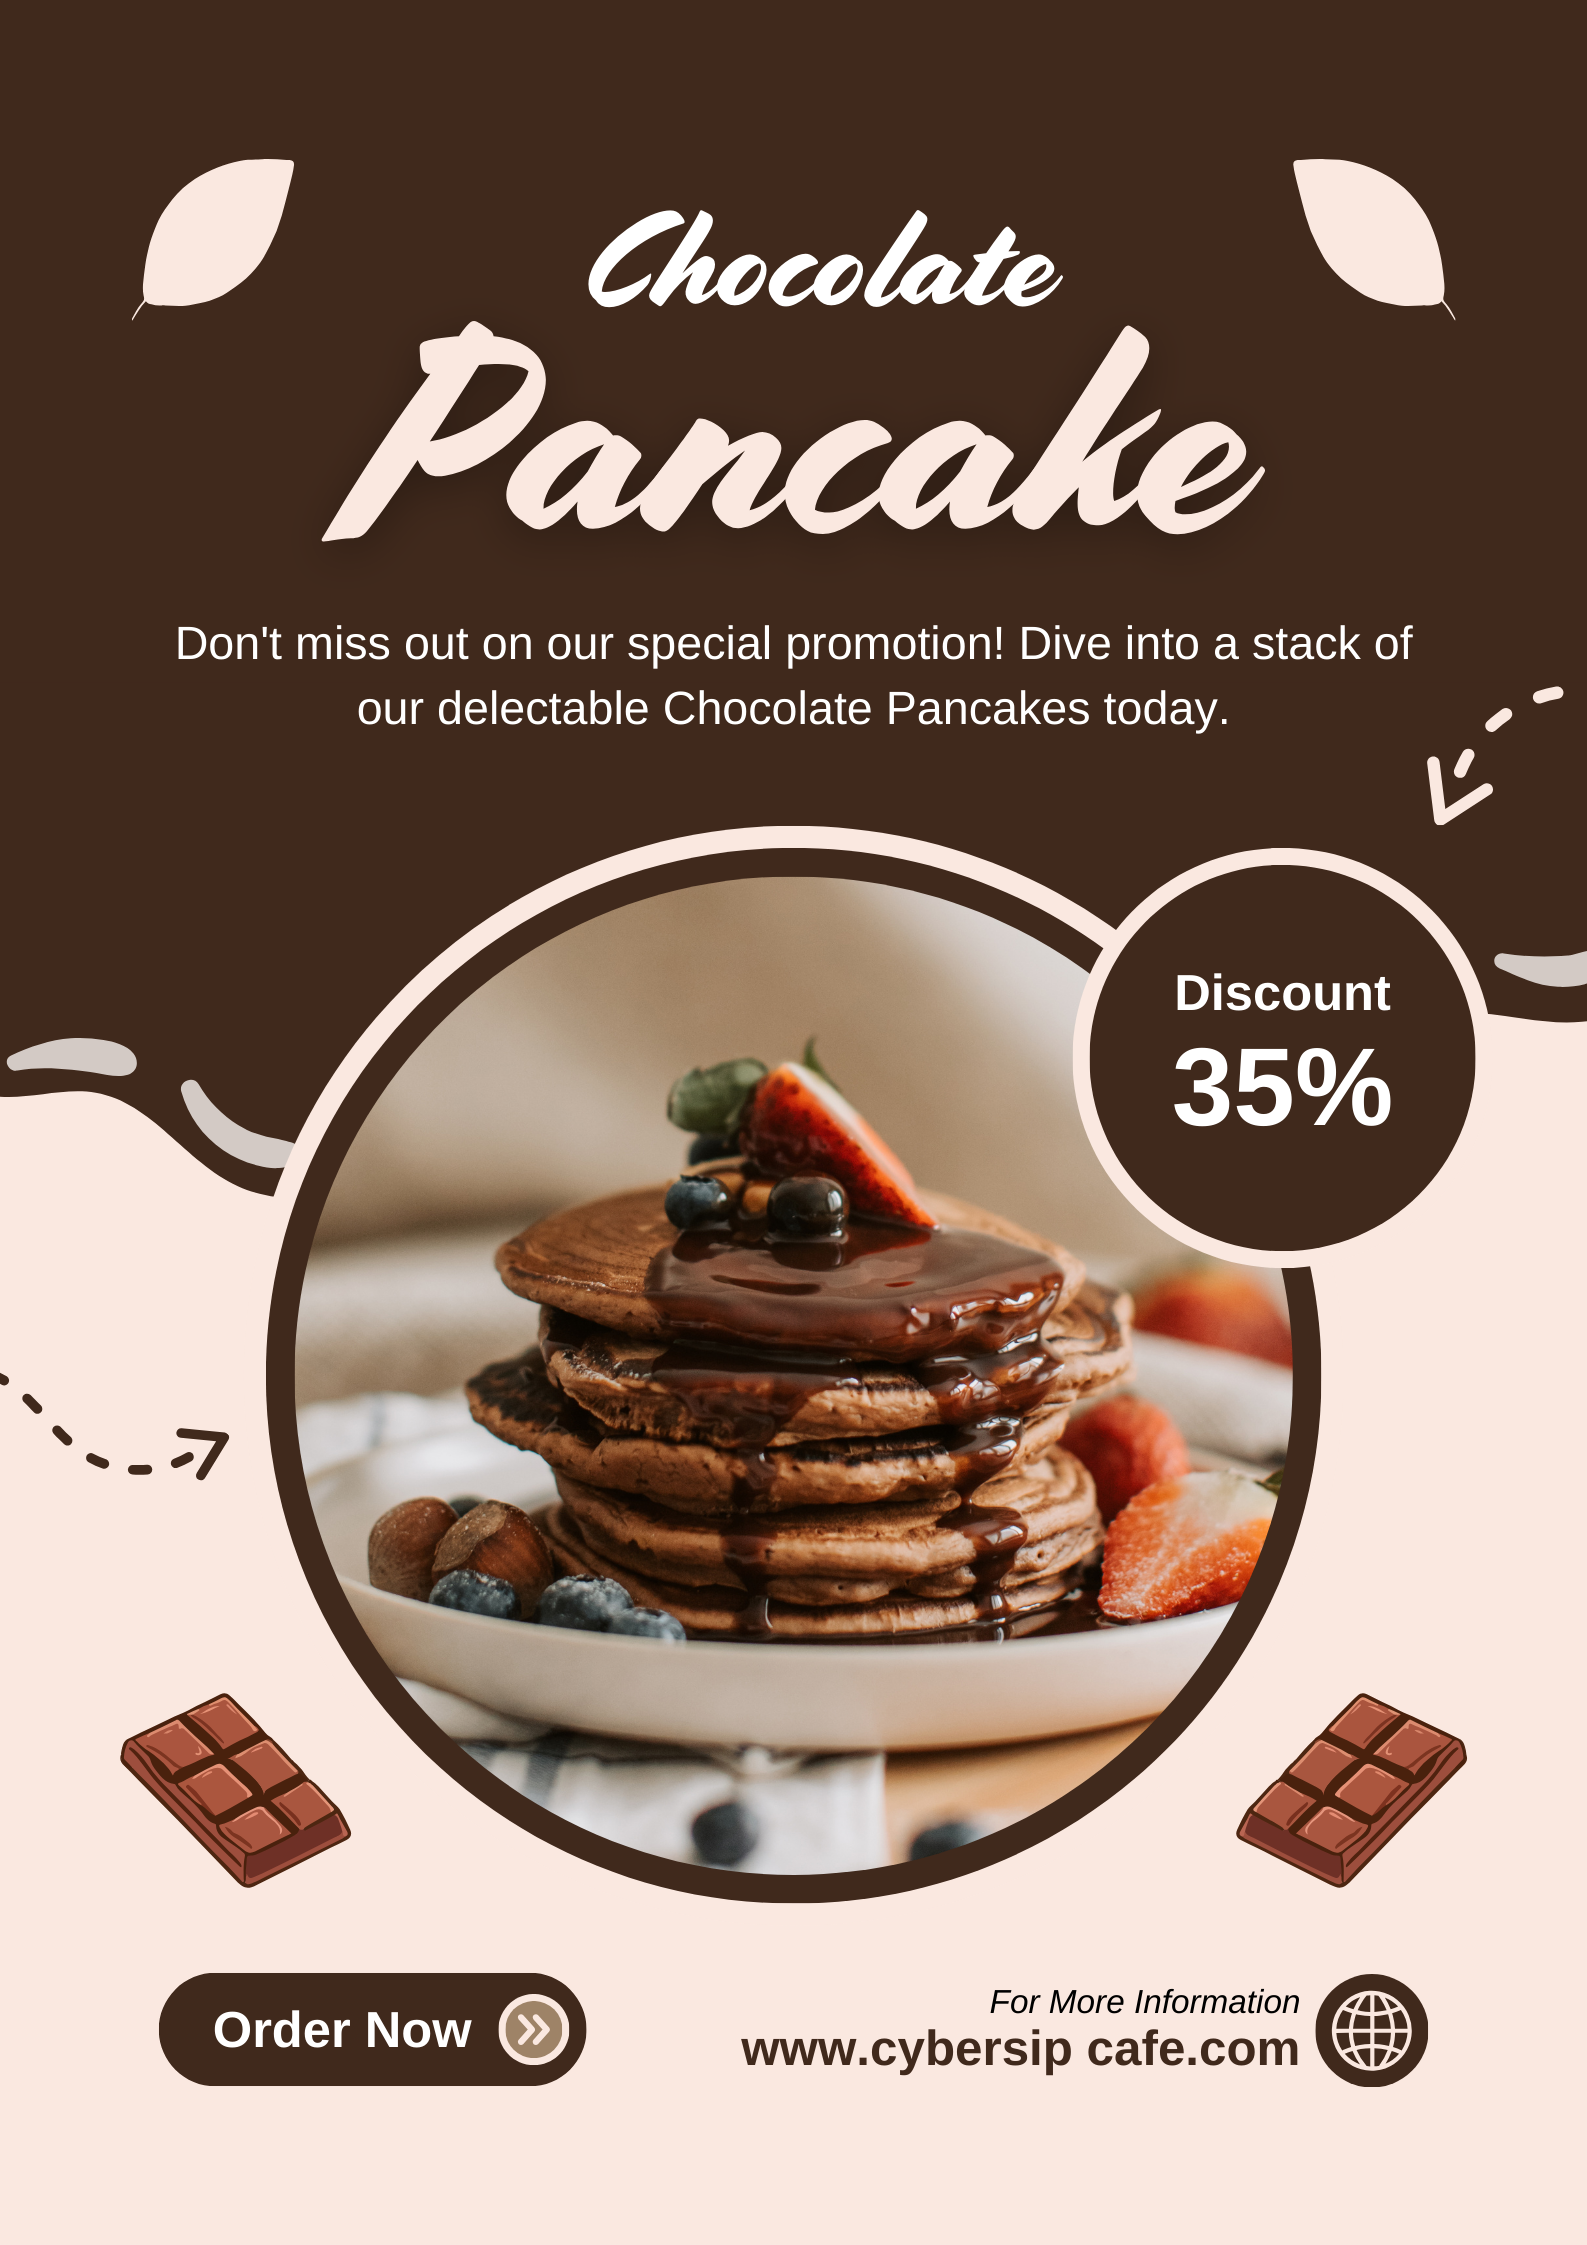 Chocolate
Pancake
Don't miss out on our special promotion! Dive into a stack of
our delectable Chocolate Pancakes today.
Discount
35%
Order Now
For More Information
www.cybersip cafe.com